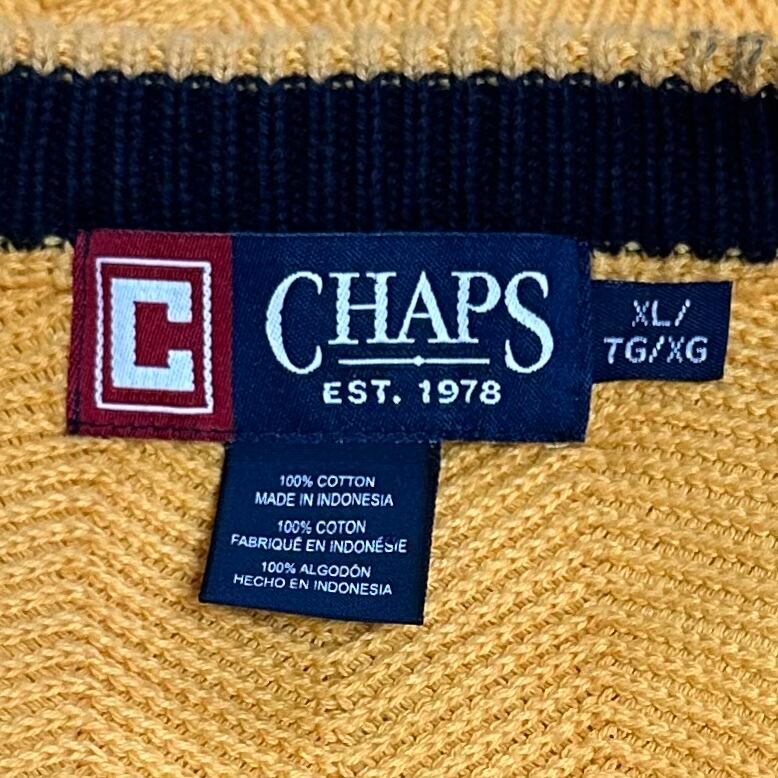 C
CHAPS
EST. 1978
XL/
TG/XG
100% COTTON
MADE IN INDONESIA
100% COTON
FABRIQUÉ EN INDONÉSIE
100% ALGODÓN
HECHO EN INDONESIA